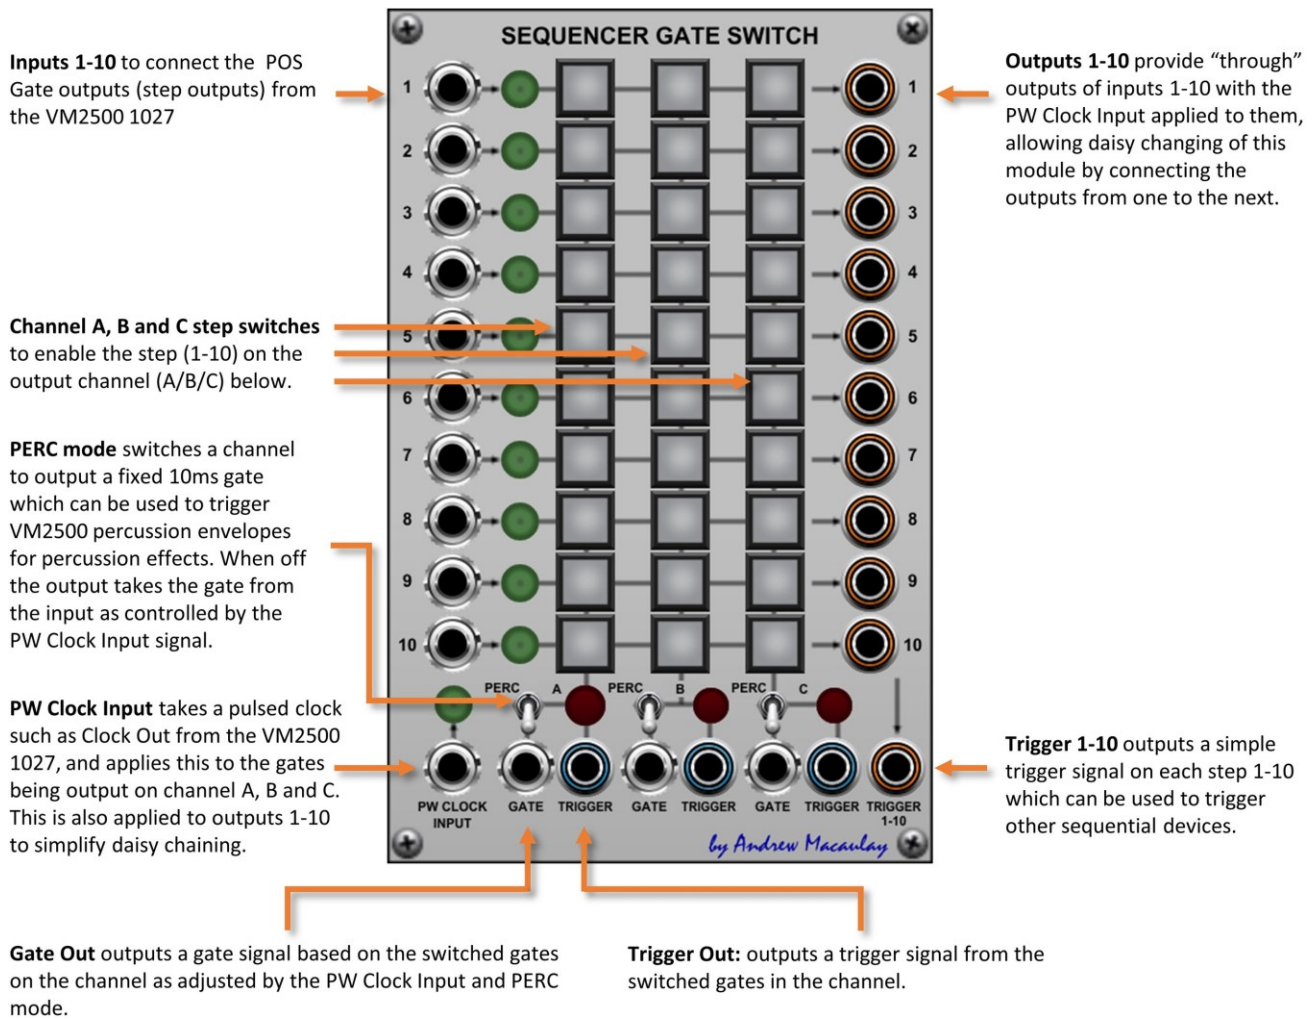 SEQUENCER GATE SWITCH
Inputs 1-10 to connect the POS
Gate outputs (step outputs) from
the VM2500 1027
Outputs 1-10 provide “through”
outputs of inputs 1-10 with the
PW Clock Input applied to them,
allowing daisy changing of this
module by connecting the
outputs from one to the next.
1 1
2 2
3 3
4 4
5 5
6 6
7 7
8 8
9 9
10 10
Channel A, B and C step switches
to enable the step (1-10) on the
output channel (A/B/C) below.
PERC mode switches a channel
to output a fixed 10ms gate
which can be used to trigger
VM2500 percussion envelopes
for percussion effects. When off
the output takes the gate from
the input as controlled by the
PW Clock Input signal.
PERC A PERC B PERC C
PW Clock Input takes a pulsed clock
such as Clock Out from the VM2500
1027, and applies this to the gates
being output on channel A, B and C.
This is also applied to outputs 1-10
to simplify daisy chaining.
Trigger 1-10 outputs a simple
trigger signal on each step 1-10
which can be used to trigger
other sequential devices.
PW CLOCK GATE TRIGGER GATE TRIGGER GATE TRIGGER TRIGGER
INPUT 1-10
by Andrew Macaulay
Gate Out outputs a gate signal based on the switched gates
on the channel as adjusted by the PW Clock Input and PERC
mode.
Trigger Out: outputs a trigger signal from the
switched gates in the channel.